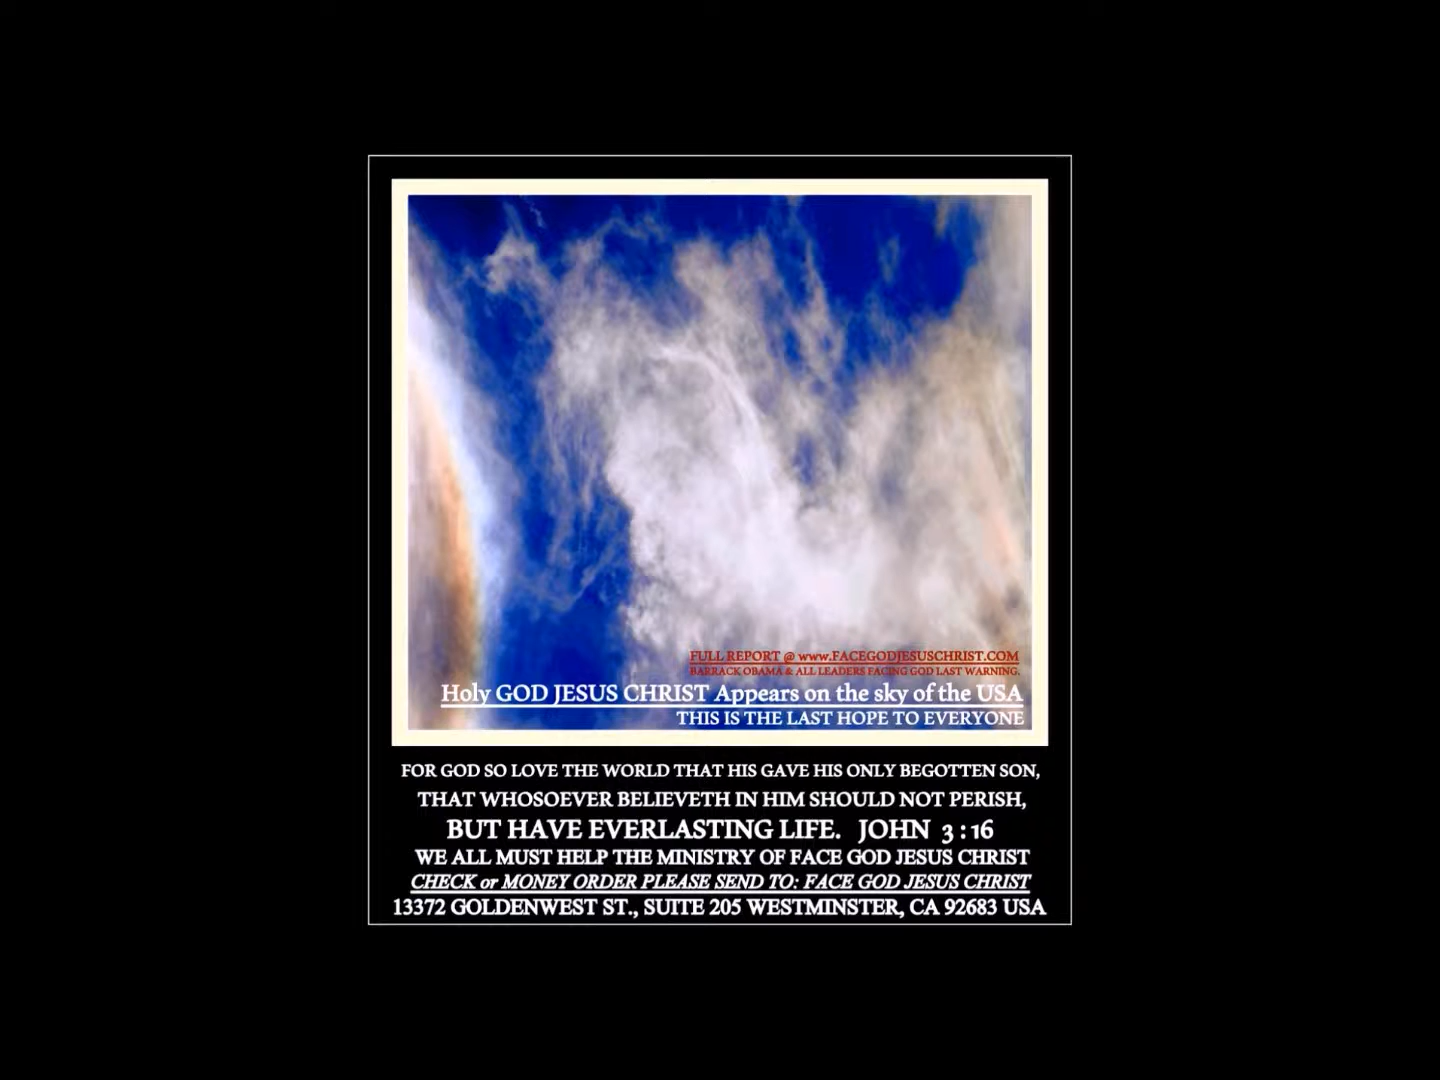 FULL REPORT @ www.FACEGODJESUSCHRIST.COM
BARRACK OBAMA & ALL LEADERS FACING GOD LAST WARNING.
Holy GOD JESUS CHRIST Appears on the sky of the USA
THIS IS THE LAST HOPE TO EVERYONE
FOR GOD SO LOVE THE WORLD THAT HIS GAVE HIS ONLY BEGOTTEN SON,
THAT WHOSOEVER BELIEVETH IN HIM SHOULD NOT PERISH,
BUT HAVE EVERLASTING LIFE. JOHN 3 : 16
WE ALL MUST HELP THE MINISTRY OF FACE GOD JESUS CHRIST
CHECK or MONEY ORDER PLEASE SEND TO: FACE GOD JESUS CHRIST
13372 GOLDENWEST ST., SUITE 205 WESTMINSTER, CA 92683 USA